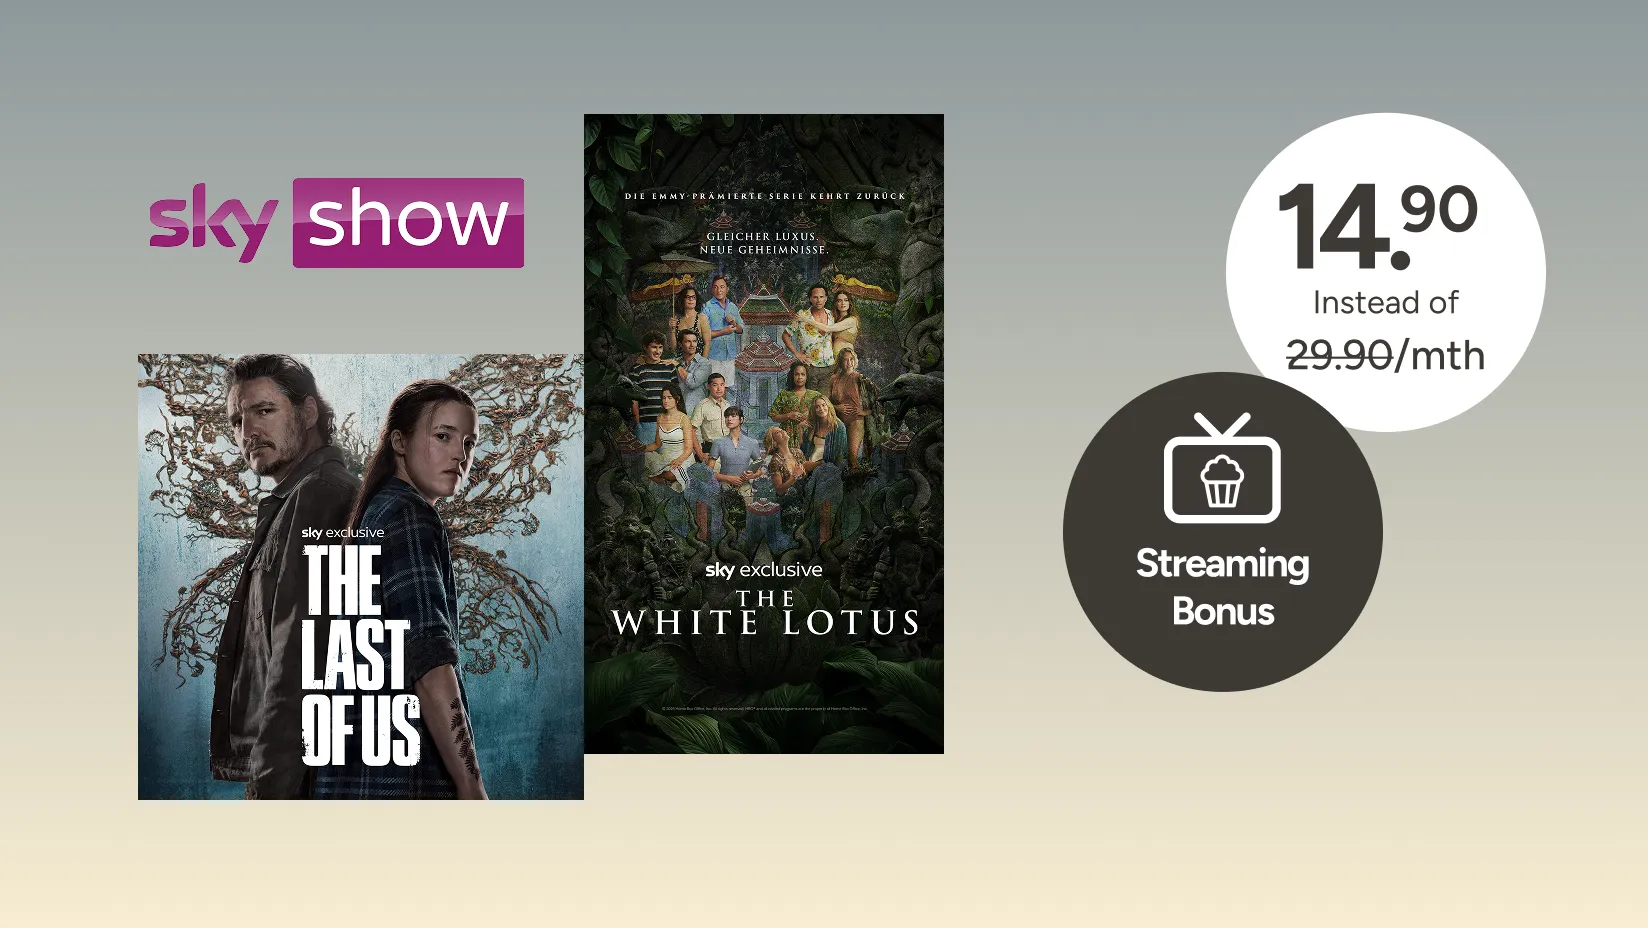 sky show
sky exclusive
THE
LAST
OF US
DIE EMMY-PRÄMIERTE SERIE KEHRT ZURÜCK
GLEICHER LUXUS.
NEUE GEHEIMNISSE.
sky exclusive
THE
WHITE LOTUS
14.90
Instead of
29.90/mth
Streaming
Bonus